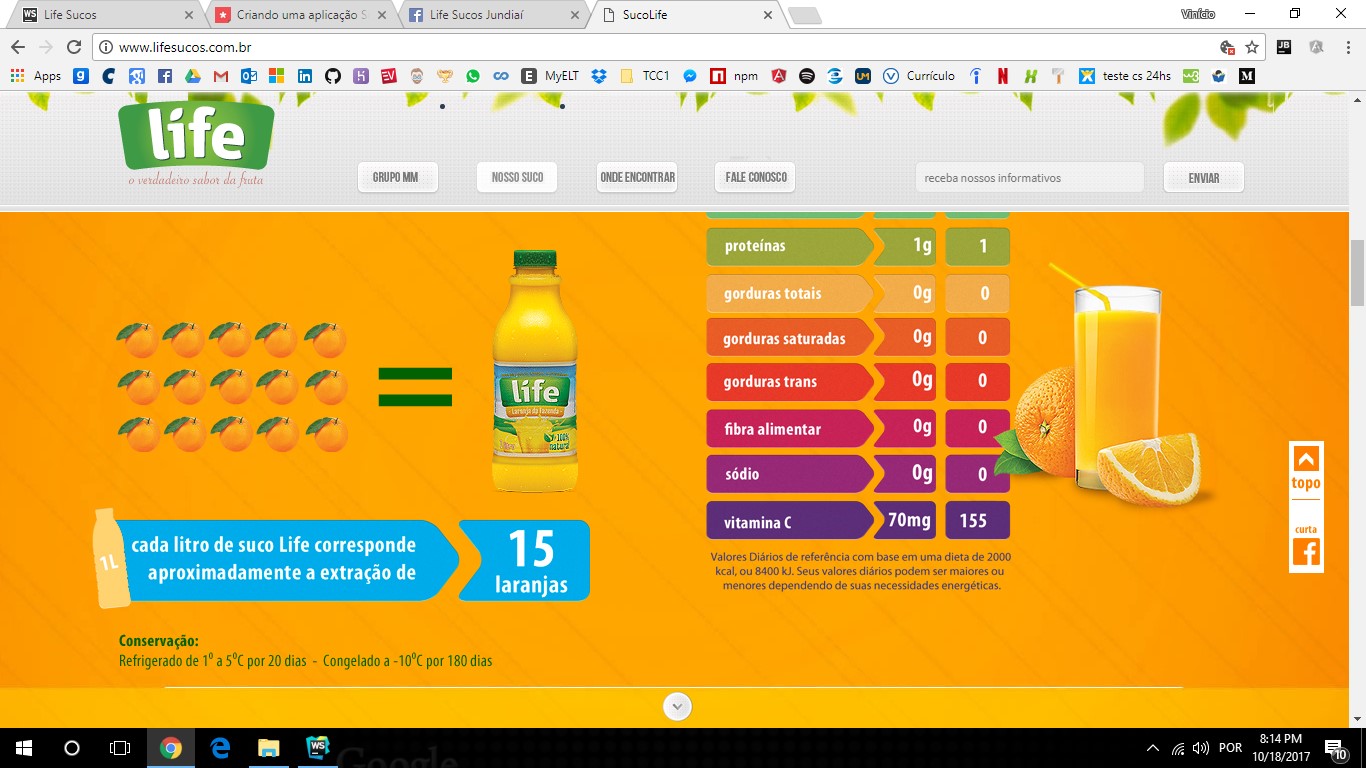 Life Sucos
Criando uma aplicação S
Life Sucos Jundiaí
SucoLife
Vinício
www.lifesucos.com.br
Apps
MyELT
TCC1
npm
Currículo
teste cs 24hs
life
o verdadeiro sabor da fruta
GRUPO MM
NOSSO SUCO
ONDE ENCONTRAR
FALE CONOSCO
receba nossos informativos
ENVIAR
proteínas 1g 1
gorduras totais 0g 0
gorduras saturadas 0g 0
gorduras trans 0g 0
fibra alimentar 0g 0
sódio 0g 0
vitamina C 70mg 155
Valores Diários de referência com base em uma dieta de 2000
kcal, ou 8400 kJ. Seus valores diários podem ser maiores ou
menores dependendo de suas necessidades energéticas.
life
Laranja da fazenda
100%
natural
1L
cada litro de suco Life corresponde
aproximadamente a extração de
15
laranjas
Conservação:
Refrigerado de 1º a 5ºC por 20 dias - Congelado a -10ºC por 180 dias
topo
curta
Google
POR
8:14 PM
10/18/2017
10